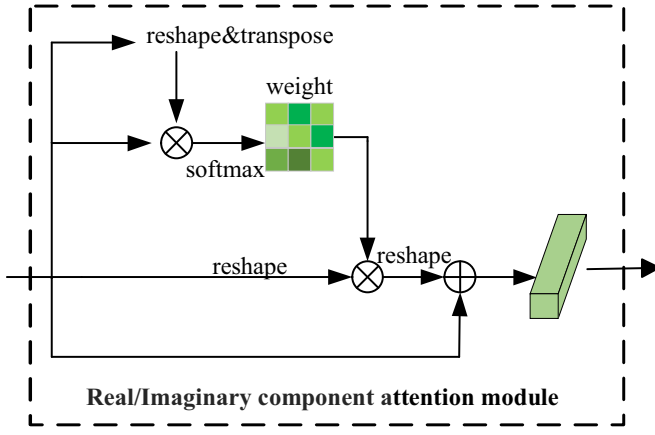 reshape&transpose
weight
softmax
reshape
reshape
Real/Imaginary component attention module